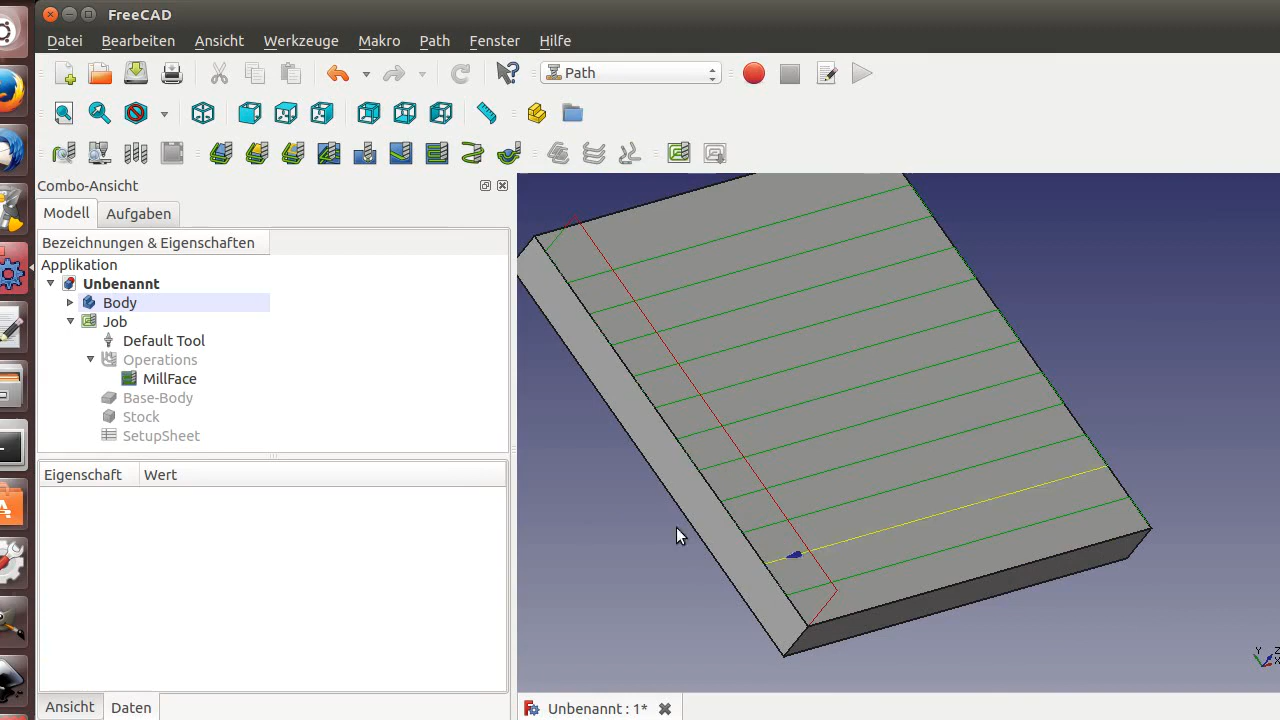 FreeCAD
Datei Bearbeiten Ansicht Werkzeuge Makro Path Fenster Hilfe
Path
Combo-Ansicht
Modell Aufgaben
Bezeichnungen & Eigenschaften
Applikation
Unbenannt
Body
Job
Default Tool
Operations
MillFace
Base-Body
Stock
SetupSheet
Eigenschaft Wert
Y Z X
Ansicht Daten
Unbenannt : 1*